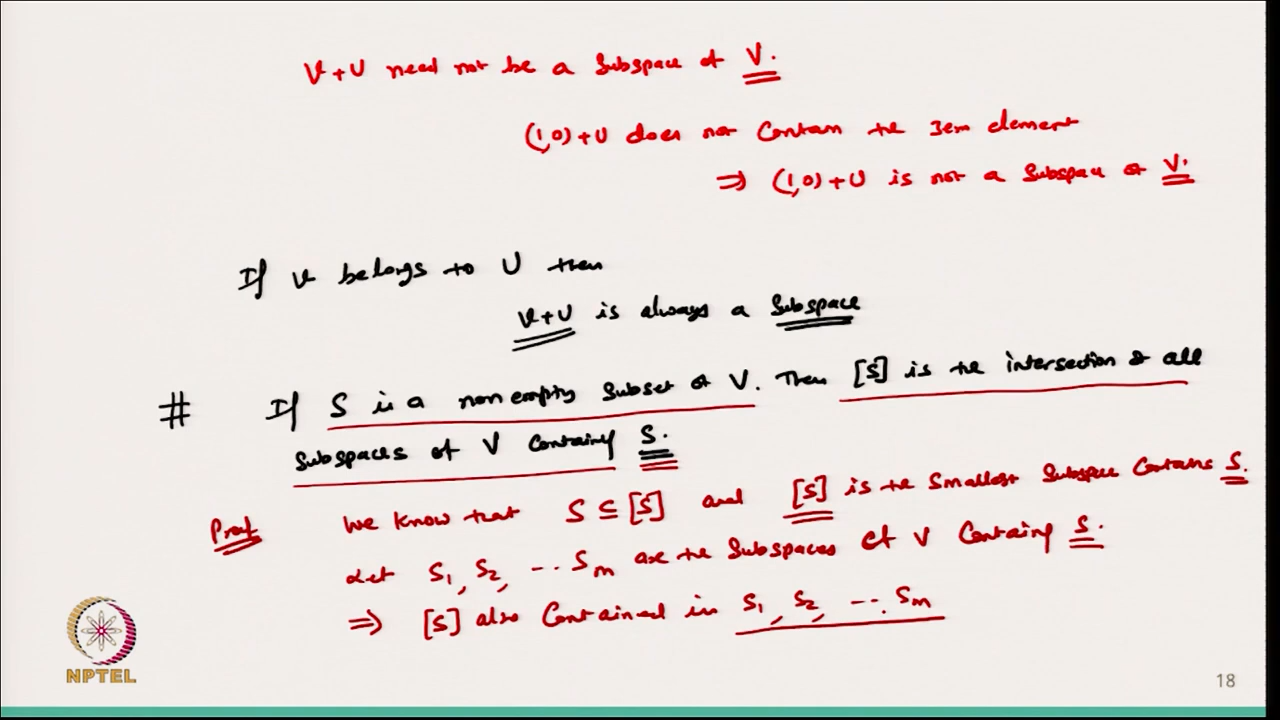 v+U need not be a subspace of V.
(1,0)+U does not contain the zero element
⇒ (1,0)+U is not a subspace of V.
If v belongs to U then
v+U is always a subspace
# If S is a nonempty subset of V. Then [S] is the intersection of all
subspaces of V containing S.
Proof We know that S ⊆ [S] and [S] is the smallest subspace contains S.
Let S1, S2, ... Sm are the subspaces of V containing S.
⇒ [S] also contained in S1, S2, ... Sm
NPTEL
18